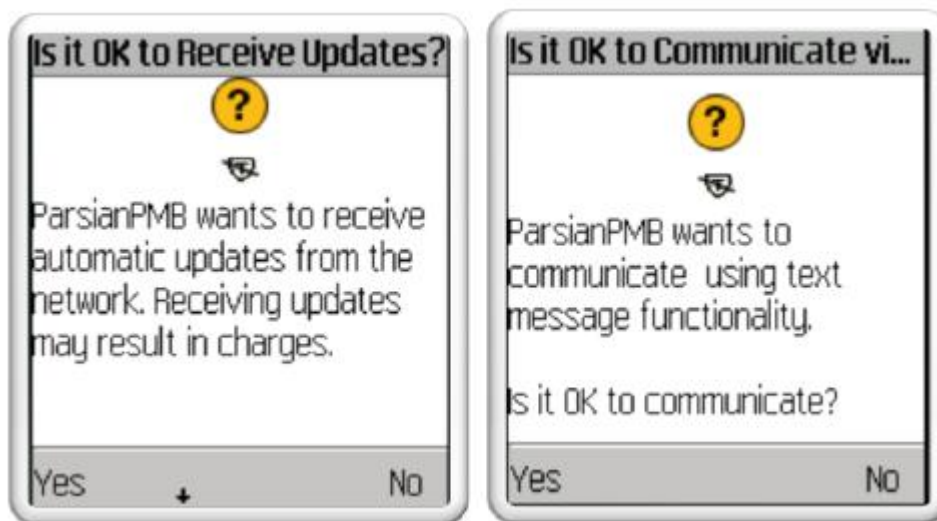 Is it OK to Receive Updates?
?
ParsianPMB wants to receive
automatic updates from the
network. Receiving updates
may result in charges.
Yes
No
Is it OK to Communicate vi...
?
ParsianPMB wants to
communicate  using text
message functionality.
Is it OK to communicate?
Yes
No